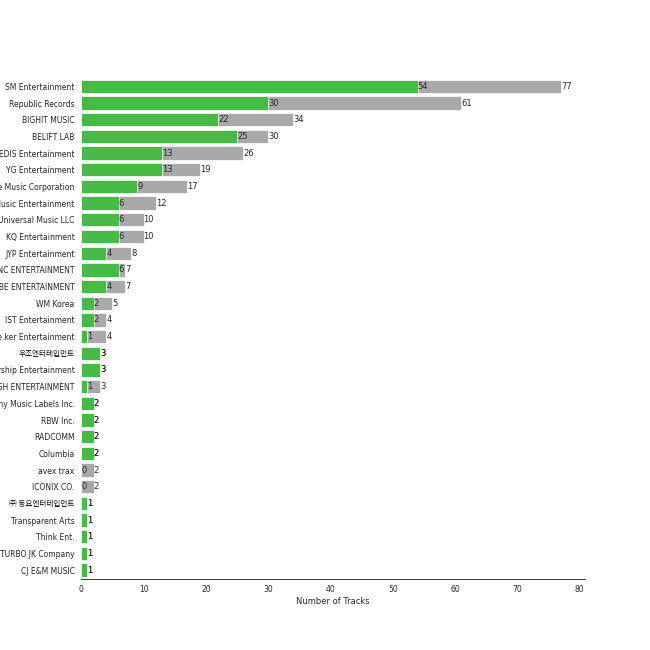 SM Entertainment 54 77
Republic Records 30 61
BIGHIT MUSIC 22 34
BELIFT LAB 25 30
EDIS Entertainment 13 26
YG Entertainment 13 19
e Music Corporation 9 17
Music Entertainment 6 12
Universal Music LLC 6 10
KQ Entertainment 6 10
JYP Entertainment 4 8
NC ENTERTAINMENT 6 7
BE ENTERTAINMENT 4 7
WM Korea 2 5
IST Entertainment 2 4
e.ker Entertainment 1 4
우조엔터테입먼트 3
rship Entertainment 3
SH ENTERTAINMENT 1 3
ny Music Labels Inc. 2
RBW Inc. 2
RADCOMM 2
Columbia 2
avex trax 0 2
ICONIX CO. 0 2
㈜ 동요엔터테입먼트 1
Transparent Arts 1
Think Ent. 1
TURBO JK Company 1
CJ E&M MUSIC 1
0 10 20 30 40 50 60 70 80
Number of Tracks